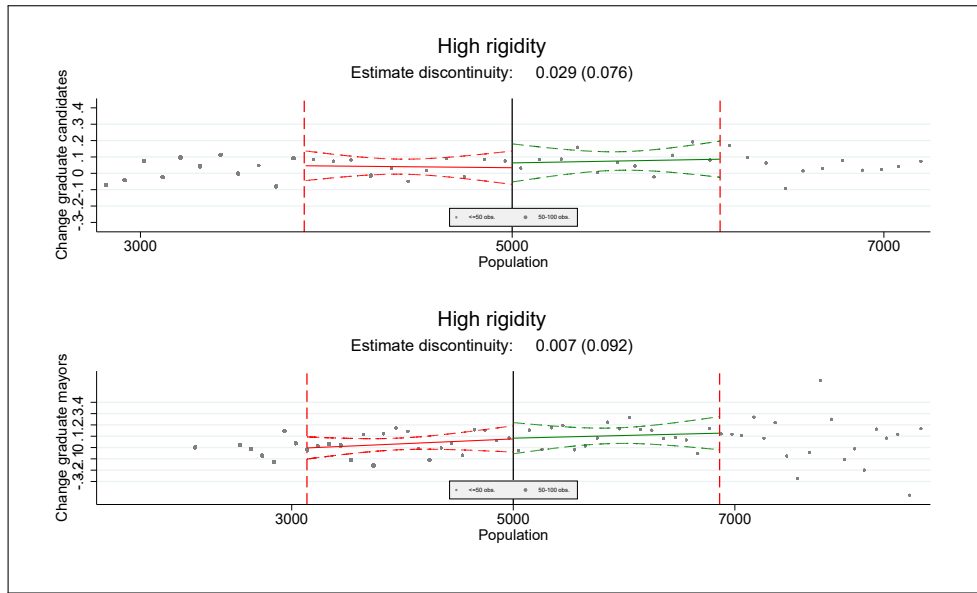 High rigidity
Estimate discontinuity: 0.029 (0.076)
Change graduate candidates
-.3-.2-.1 0 .1 .2 .3 .4
<=50 obs. 50-100 obs.
3000 5000 7000
Population
High rigidity
Estimate discontinuity: 0.007 (0.092)
Change graduate mayors
-.3-.2-.10 .1.2.3.4
<=50 obs. 50-100 obs.
3000 5000 7000
Population